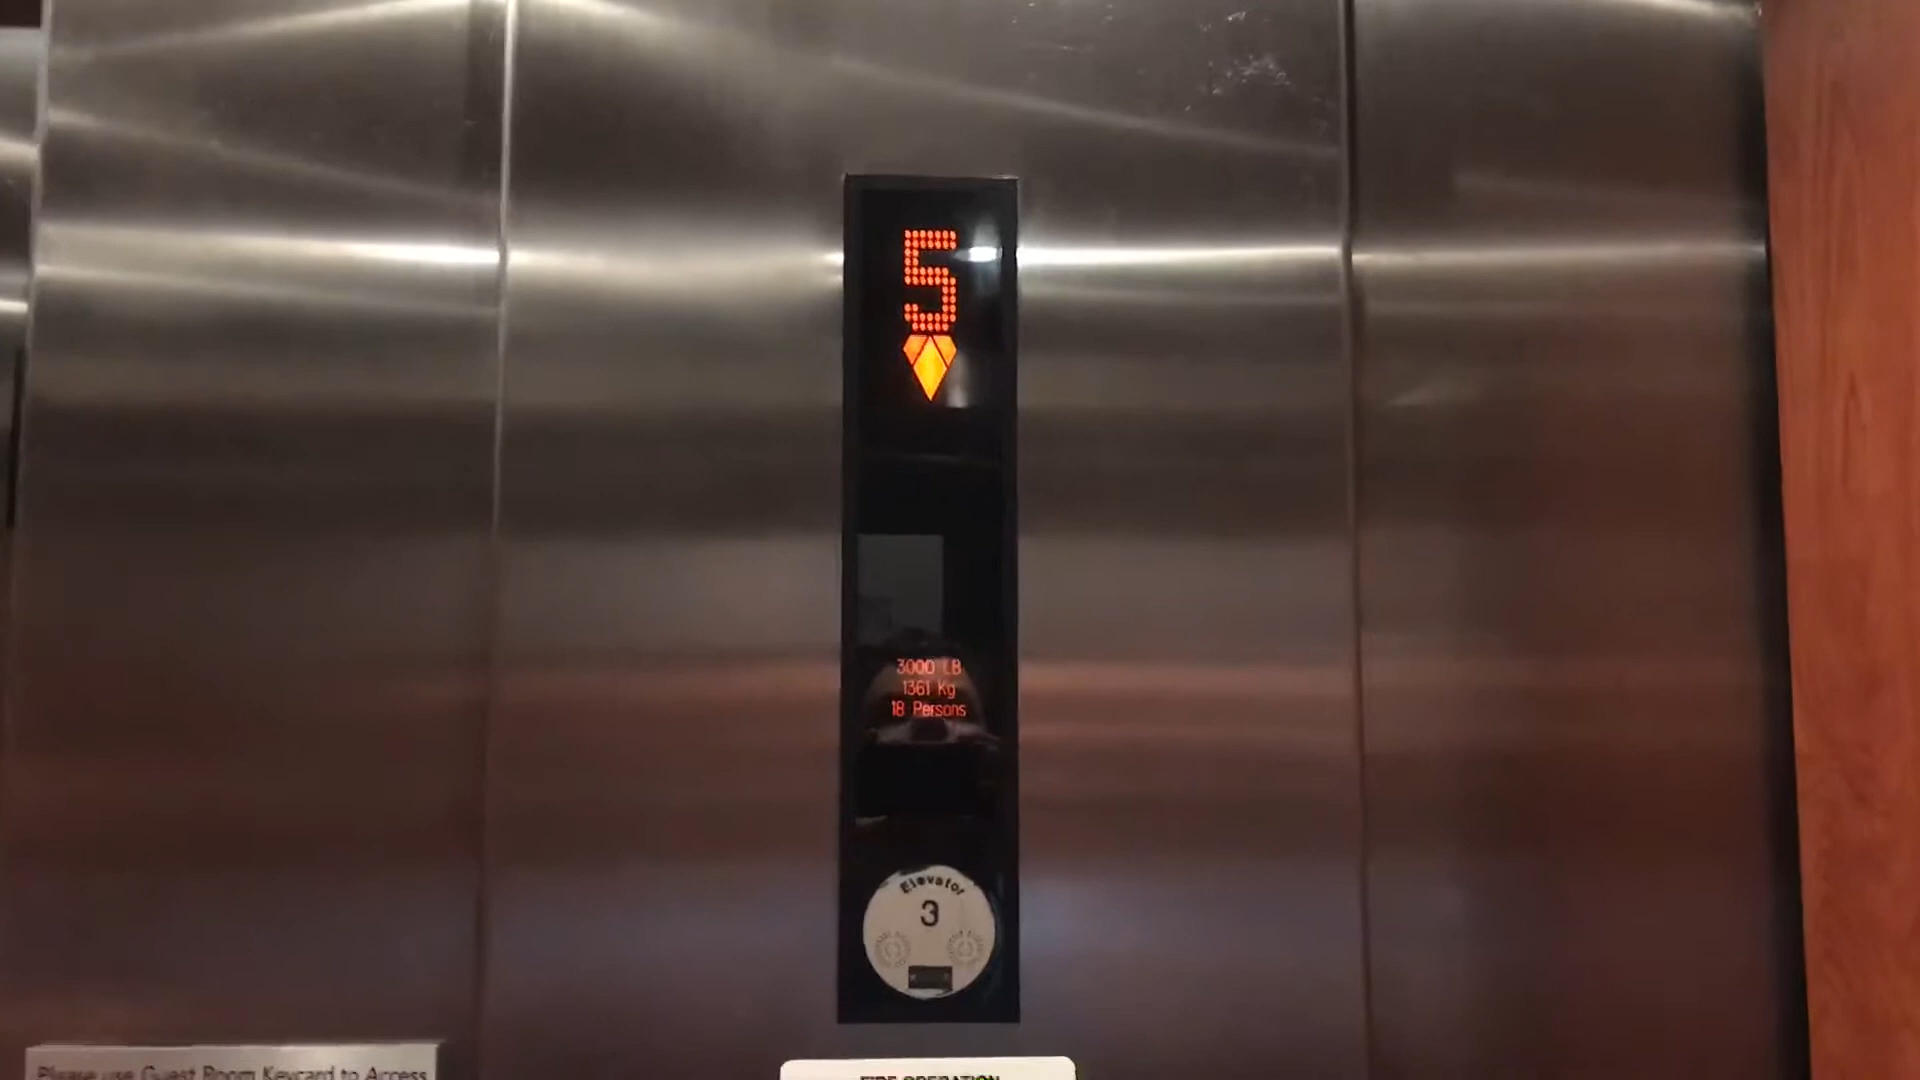 5
3000 LB
1361 Kg
18 Persons
Elevator
3
Please use Guest Room Keycard to Access
FIRE OPERATION